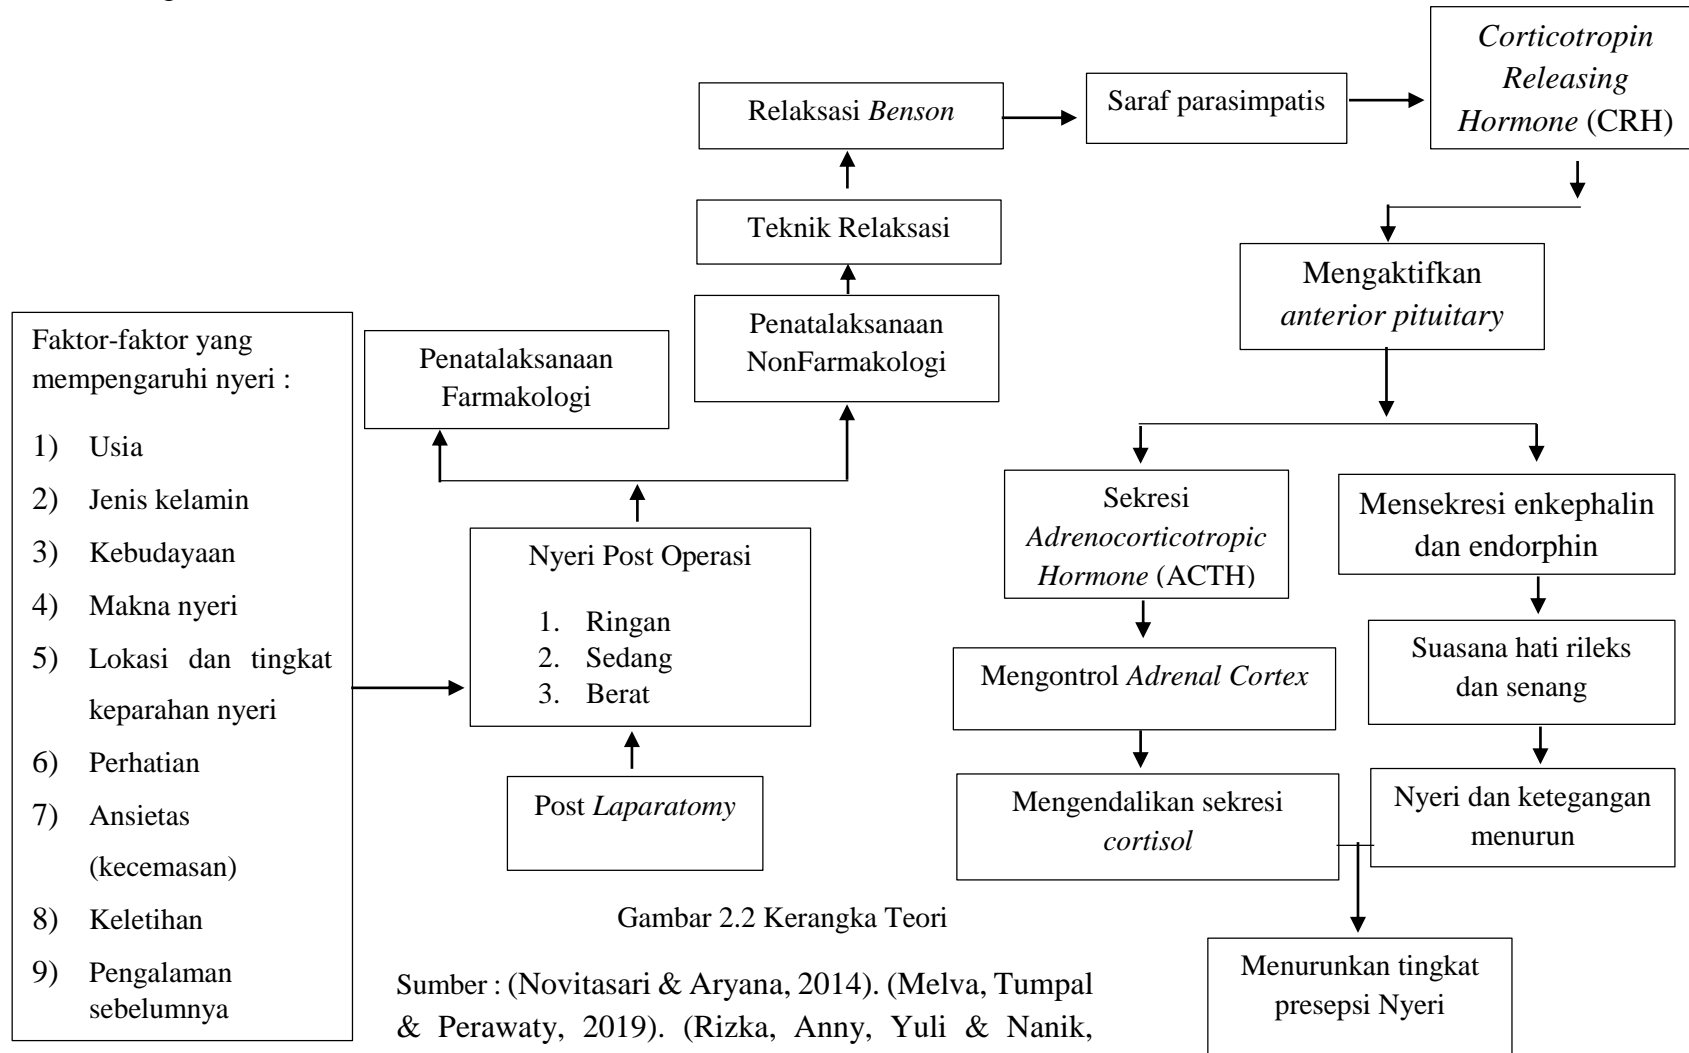 Corticotropin
Releasing
Hormone (CRH)
Relaksasi Benson
Saraf parasimpatis
Teknik Relaksasi
Mengaktifkan
anterior pituitary
Penatalaksanaan
NonFarmakologi
Penatalaksanaan
Farmakologi
Faktor-faktor yang
mempengaruhi nyeri :
1) Usia
2) Jenis kelamin
3) Kebudayaan
4) Makna nyeri
5) Lokasi dan tingkat
keparahan nyeri
6) Perhatian
7) Ansietas
(kecemasan)
8) Keletihan
9) Pengalaman
sebelumnya
Nyeri Post Operasi
1. Ringan
2. Sedang
3. Berat
Post Laparatomy
Sekresi
Adrenocorticotropic
Hormone (ACTH)
Mensekresi enkephalin
dan endorphin
Mengontrol Adrenal Cortex
Suasana hati rileks
dan senang
Mengendalikan sekresi
cortisol
Nyeri dan ketegangan
menurun
Menurunkan tingkat
presepsi Nyeri
Gambar 2.2 Kerangka Teori
Sumber : (Novitasari & Aryana, 2014). (Melva, Tumpal
& Perawaty, 2019). (Rizka, Anny, Yuli & Nanik,